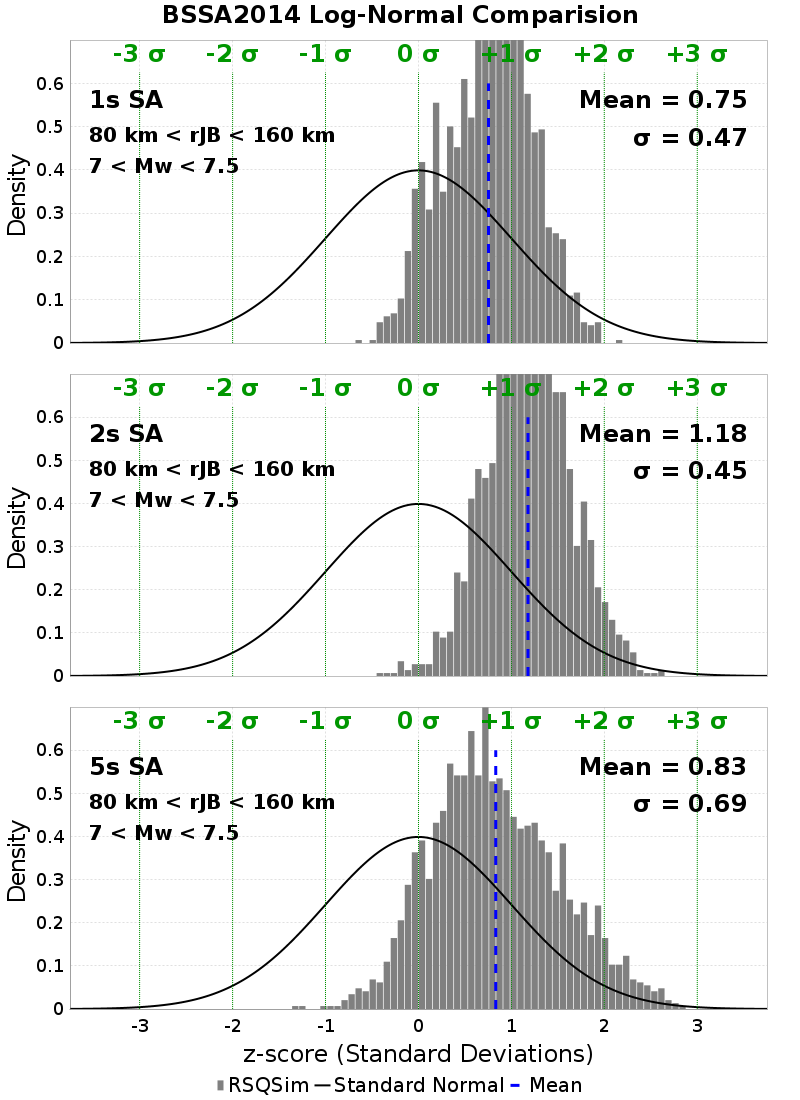 BSSA2014 Log-Normal Comparision
-3 σ -2 σ -1 σ 0 σ +1 σ +2 σ +3 σ
1s SA
80 km < rJB < 160 km
7 < Mw < 7.5
Mean = 0.75
σ = 0.47
Density
0.6
0.5
0.4
0.3
0.2
0.1
0
-3 σ -2 σ -1 σ 0 σ +1 σ +2 σ +3 σ
2s SA
80 km < rJB < 160 km
7 < Mw < 7.5
Mean = 1.18
σ = 0.45
Density
0.6
0.5
0.4
0.3
0.2
0.1
0
-3 σ -2 σ -1 σ 0 σ +1 σ +2 σ +3 σ
5s SA
80 km < rJB < 160 km
7 < Mw < 7.5
Mean = 0.83
σ = 0.69
Density
0.6
0.5
0.4
0.3
0.2
0.1
0
-3 -2 -1 0 1 2 3
z-score (Standard Deviations)
RSQSim Standard Normal Mean